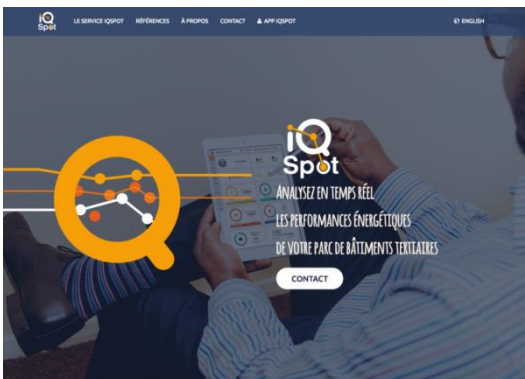 iQ
Spot
LE SERVICE IQSPOT RÉFÉRENCES À PROPOS CONTACT APP IQSPOT ENGLISH
iQ
Spot
ANALYSEZ EN TEMPS RÉEL
LES PERFORMANCES ÉNERGÉTIQUES
DE VOTRE PARC DE BÂTIMENTS TERTIAIRES
CONTACT